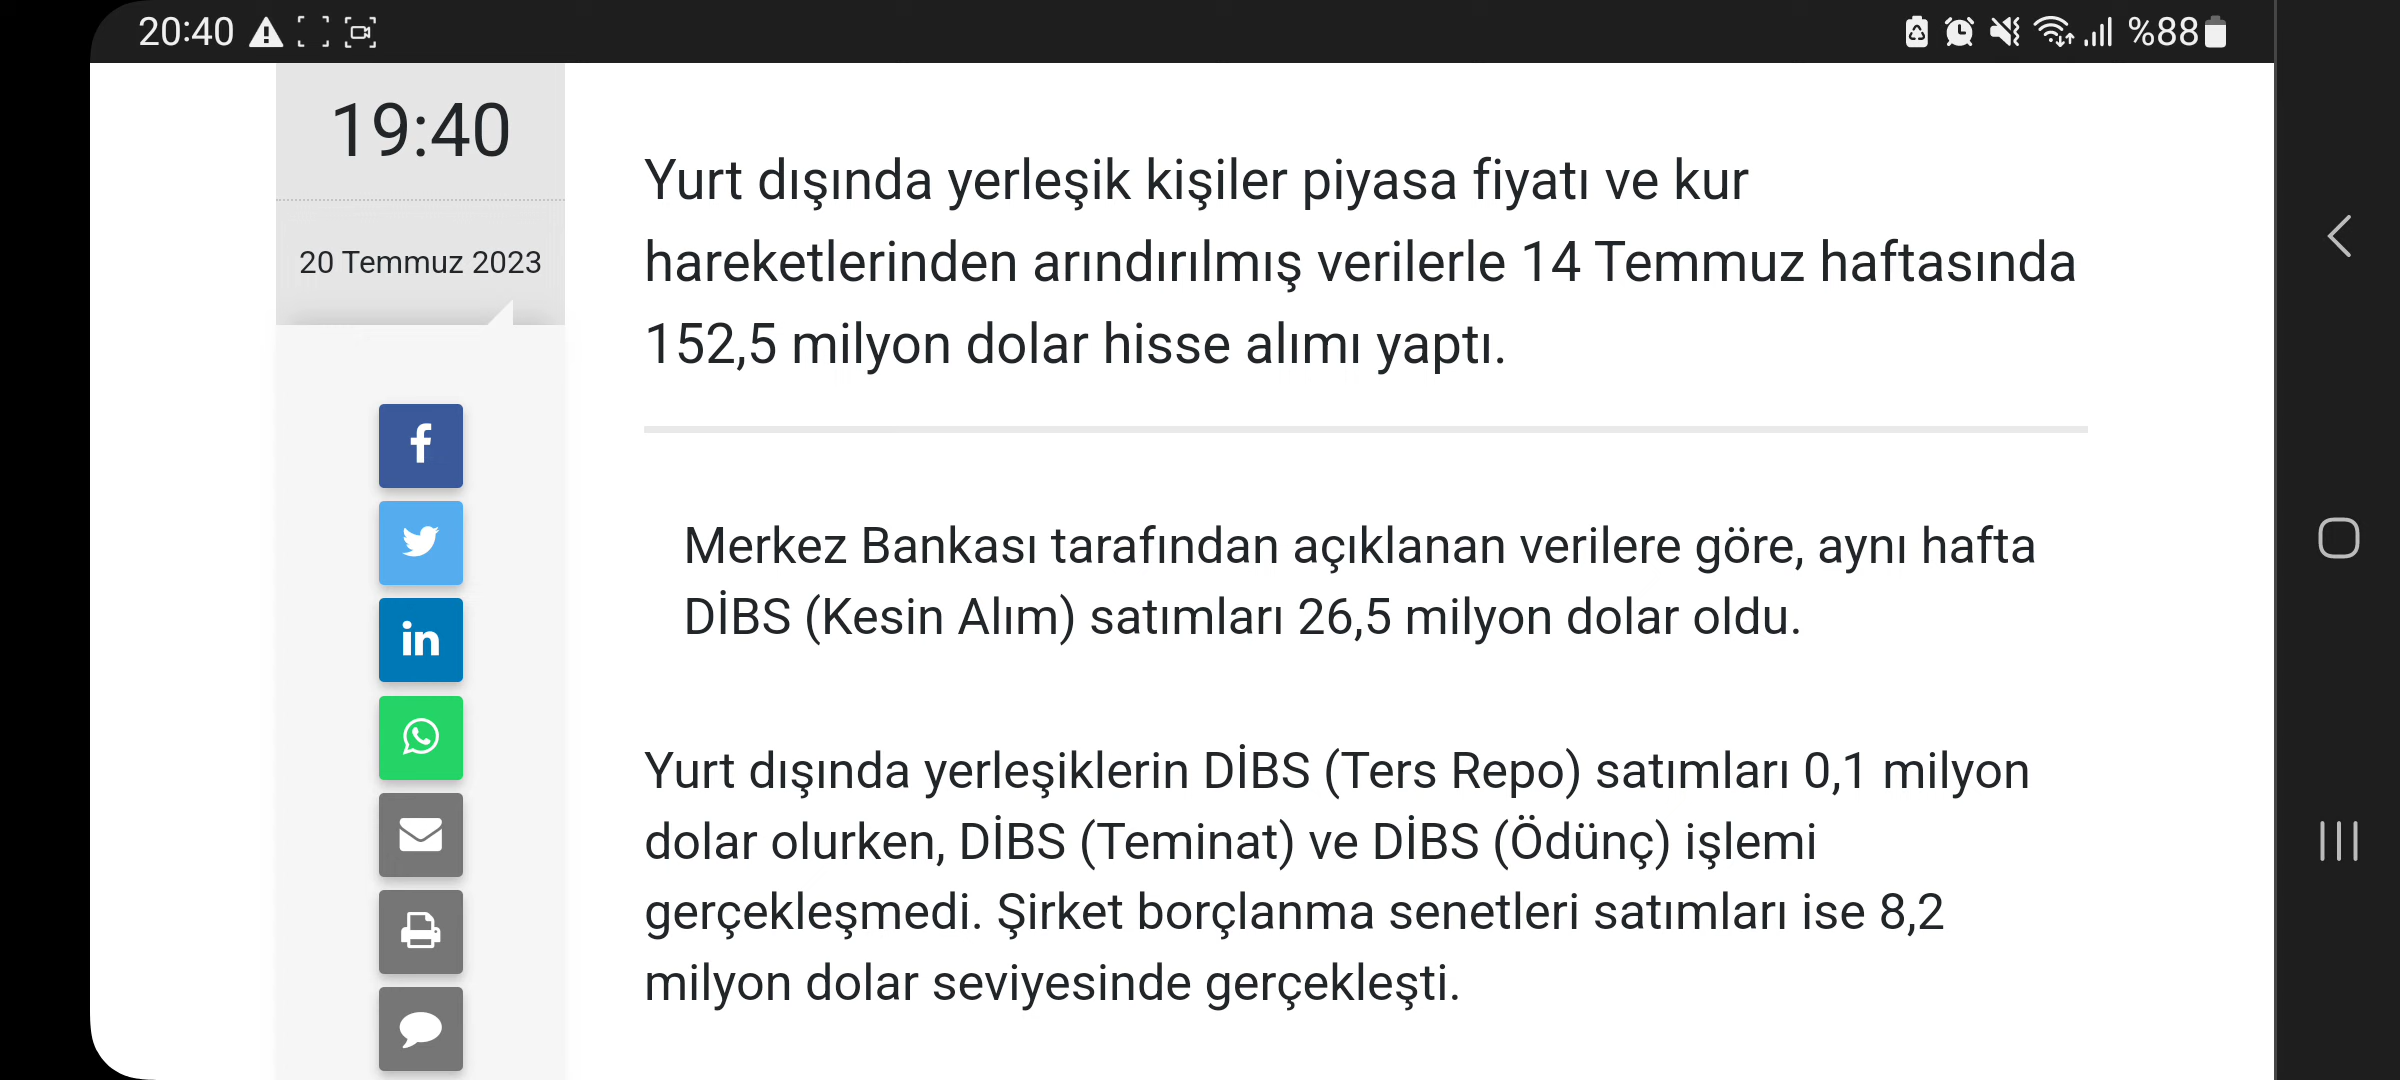 20:40
%88
19:40
20 Temmuz 2023
Yurt dışında yerleşik kişiler piyasa fiyatı ve kur
hareketlerinden arındırılmış verilerle 14 Temmuz haftasında
152,5 milyon dolar hisse alımı yaptı.
Merkez Bankası tarafından açıklanan verilere göre, aynı hafta
DİBS (Kesin Alım) satımları 26,5 milyon dolar oldu.
Yurt dışında yerleşiklerin DİBS (Ters Repo) satımları 0,1 milyon
dolar olurken, DİBS (Teminat) ve DİBS (Ödünç) işlemi
gerçekleşmedi. Şirket borçlanma senetleri satımları ise 8,2
milyon dolar seviyesinde gerçekleşti.